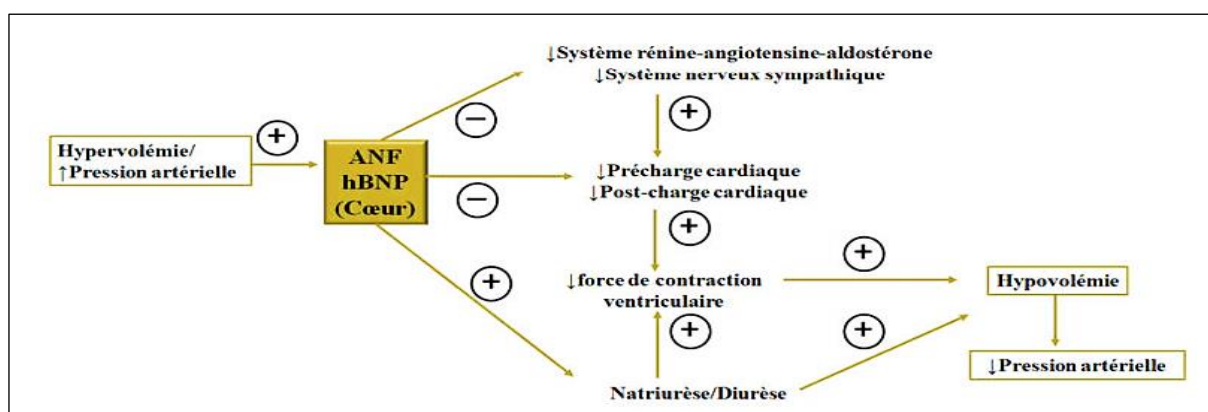 ↓Système rénine-angiotensine-aldostérone
↓Système nerveux sympathique
+
−
+
Hypervolémie/
↑Pression artérielle
ANF
hBNP
(Cœur)
−
↓Précharge cardiaque
↓Post-charge cardiaque
+
+
+
↓force de contraction
ventriculaire
Hypovolémie
+
+
↓Pression artérielle
Natriurèse/Diurèse